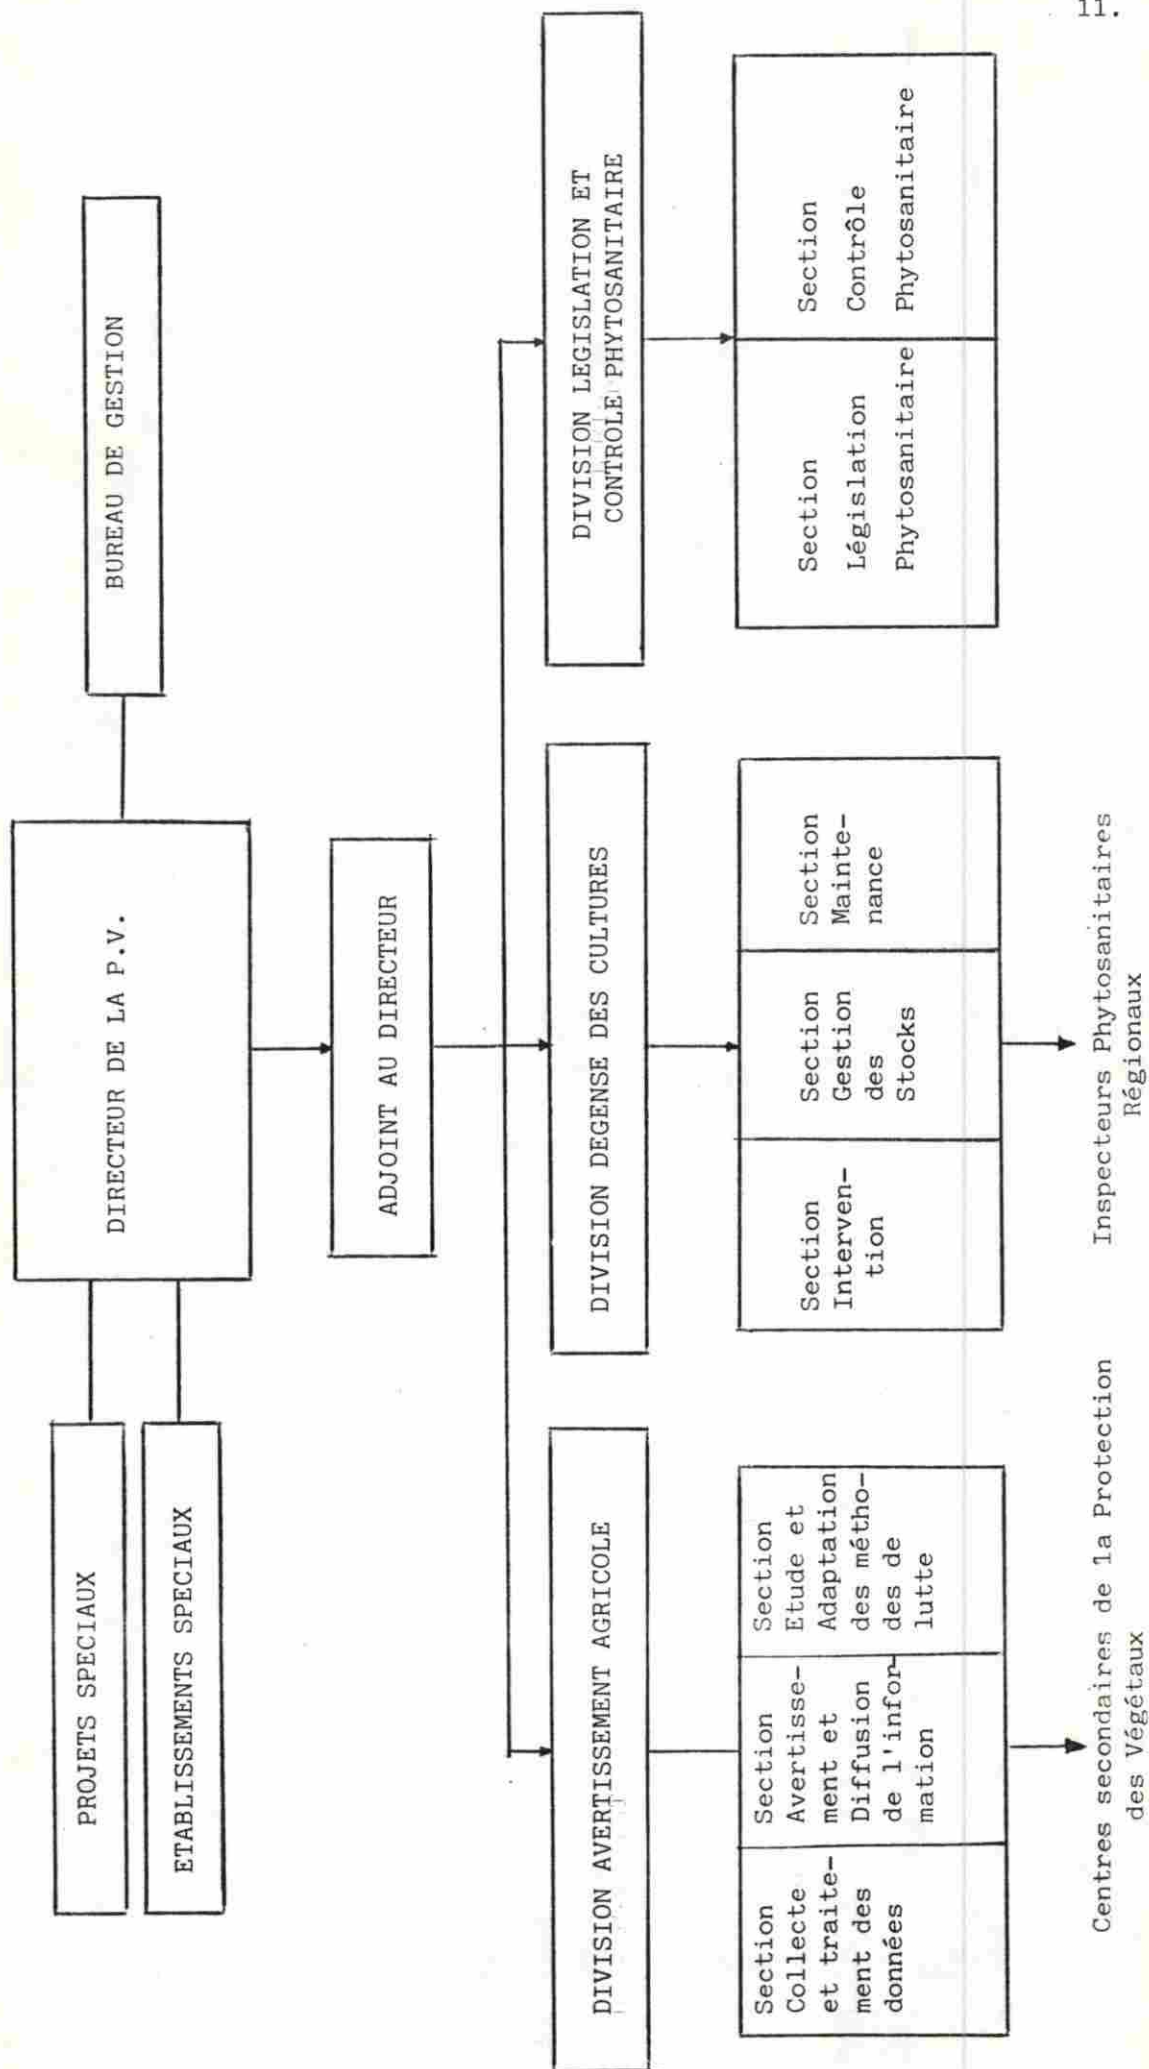 11.
DIRECTEUR DE LA P.V.
PROJETS SPECIAUX
ETABLISSEMENTS SPECIAUX
BUREAU DE GESTION
ADJOINT AU DIRECTEUR
DIVISION AVERTISSEMENT AGRICOLE
DIVISION DEGENSE DES CULTURES
DIVISION LEGISLATION ET
CONTROLE PHYTOSANITAIRE
Section
Collecte
et traite-
ment des
données
Section
Avertisse-
ment et
Diffusion
de l'infor-
mation
Section
Etude et
Adaptation
des métho-
des de
lutte
Section
Interven-
tion
Section
Gestion
des
Stocks
Section
Mainte-
nance
Section
Législation
Phytosanitaire
Section
Contrôle
Phytosanitaire
Centres secondaires de la Protection
des Végétaux
Inspecteurs Phytosanitaires
Régionaux